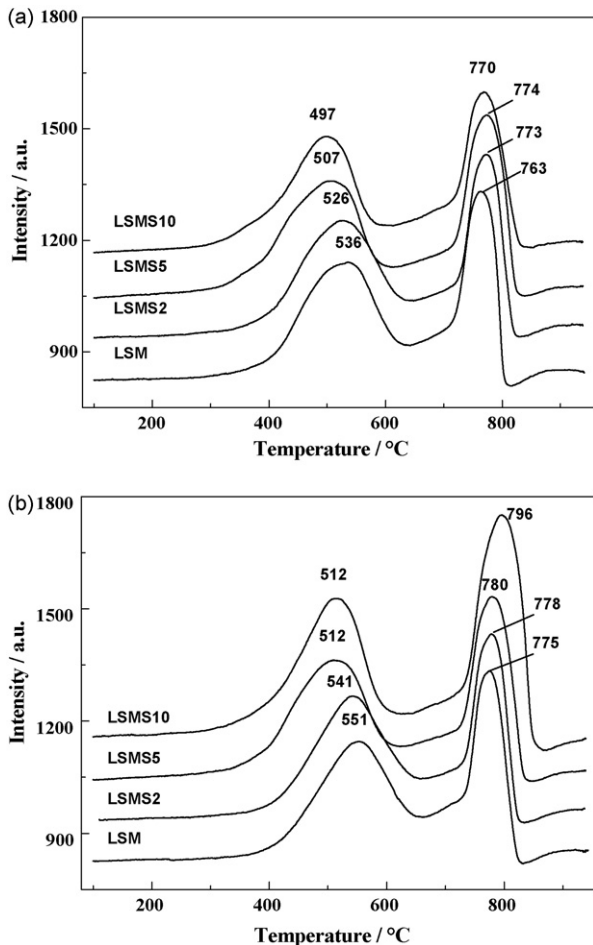 (a)
1800
1500
1200
900
Intensity / a.u.
770
774
497
773
507
763
526
536
LSMS10
LSMS5
LSMS2
LSM
200
400
600
800
Temperature / °C
(b)
1800
1500
1200
900
Intensity / a.u.
796
512
780
778
512
775
541
551
LSMS10
LSMS5
LSMS2
LSM
200
400
600
800
Temperature / °C